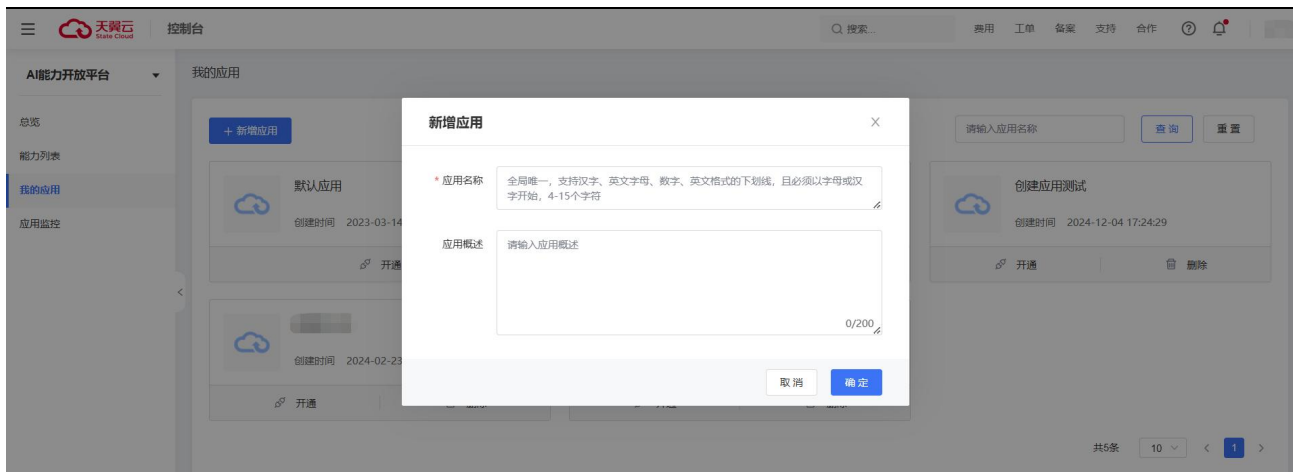 天翼云
State Cloud
控制台
搜索...
费用 工单 备案 支持 合作
AI能力开放平台
我的应用
总览
能力列表
我的应用
应用监控
+ 新增应用
请输入应用名称
查询
重置
默认应用
创建时间 2023-03-14
开通
创建应用测试
创建时间 2024-12-04 17:24:29
开通
删除
创建时间 2024-02-23
开通
新增应用
* 应用名称
全局唯一，支持汉字、英文字母、数字、英文格式的下划线，且必须以字母或汉
字开始，4-15个字符
应用概述
请输入应用概述
0/200
取消
确定
共5条
10
1